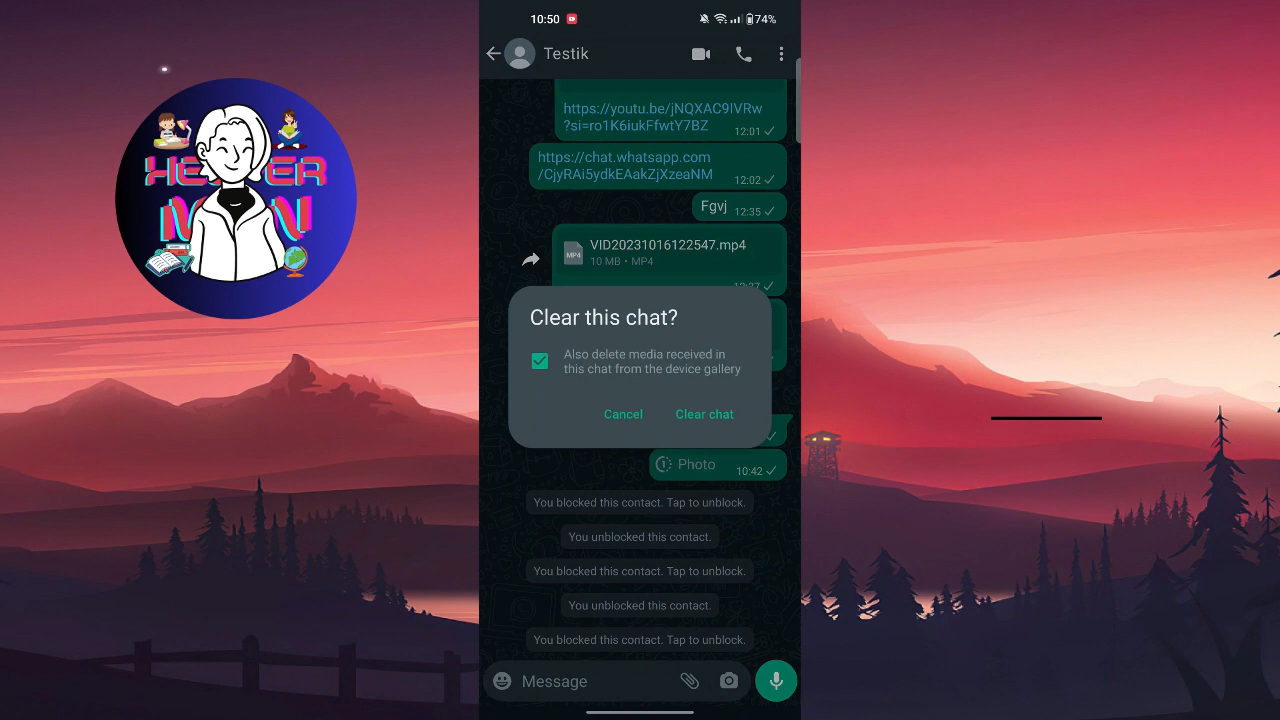 10:50
74%
Testik
https://youtu.be/jNQXAC9IVRw
?si=ro1K6iukFfwtY7BZ
12:01
https://chat.whatsapp.com
/CjyRAi5ydkEAakZjXzeaNM
12:02
Fgvj
12:35
MP4
VID20231016122547.mp4
10 MB • MP4
12:37
Clear this chat?
Also delete media received in
this chat from the device gallery
Cancel
Clear chat
1
Photo
10:42
You blocked this contact. Tap to unblock.
You unblocked this contact.
You blocked this contact. Tap to unblock.
You unblocked this contact.
You blocked this contact. Tap to unblock.
Message